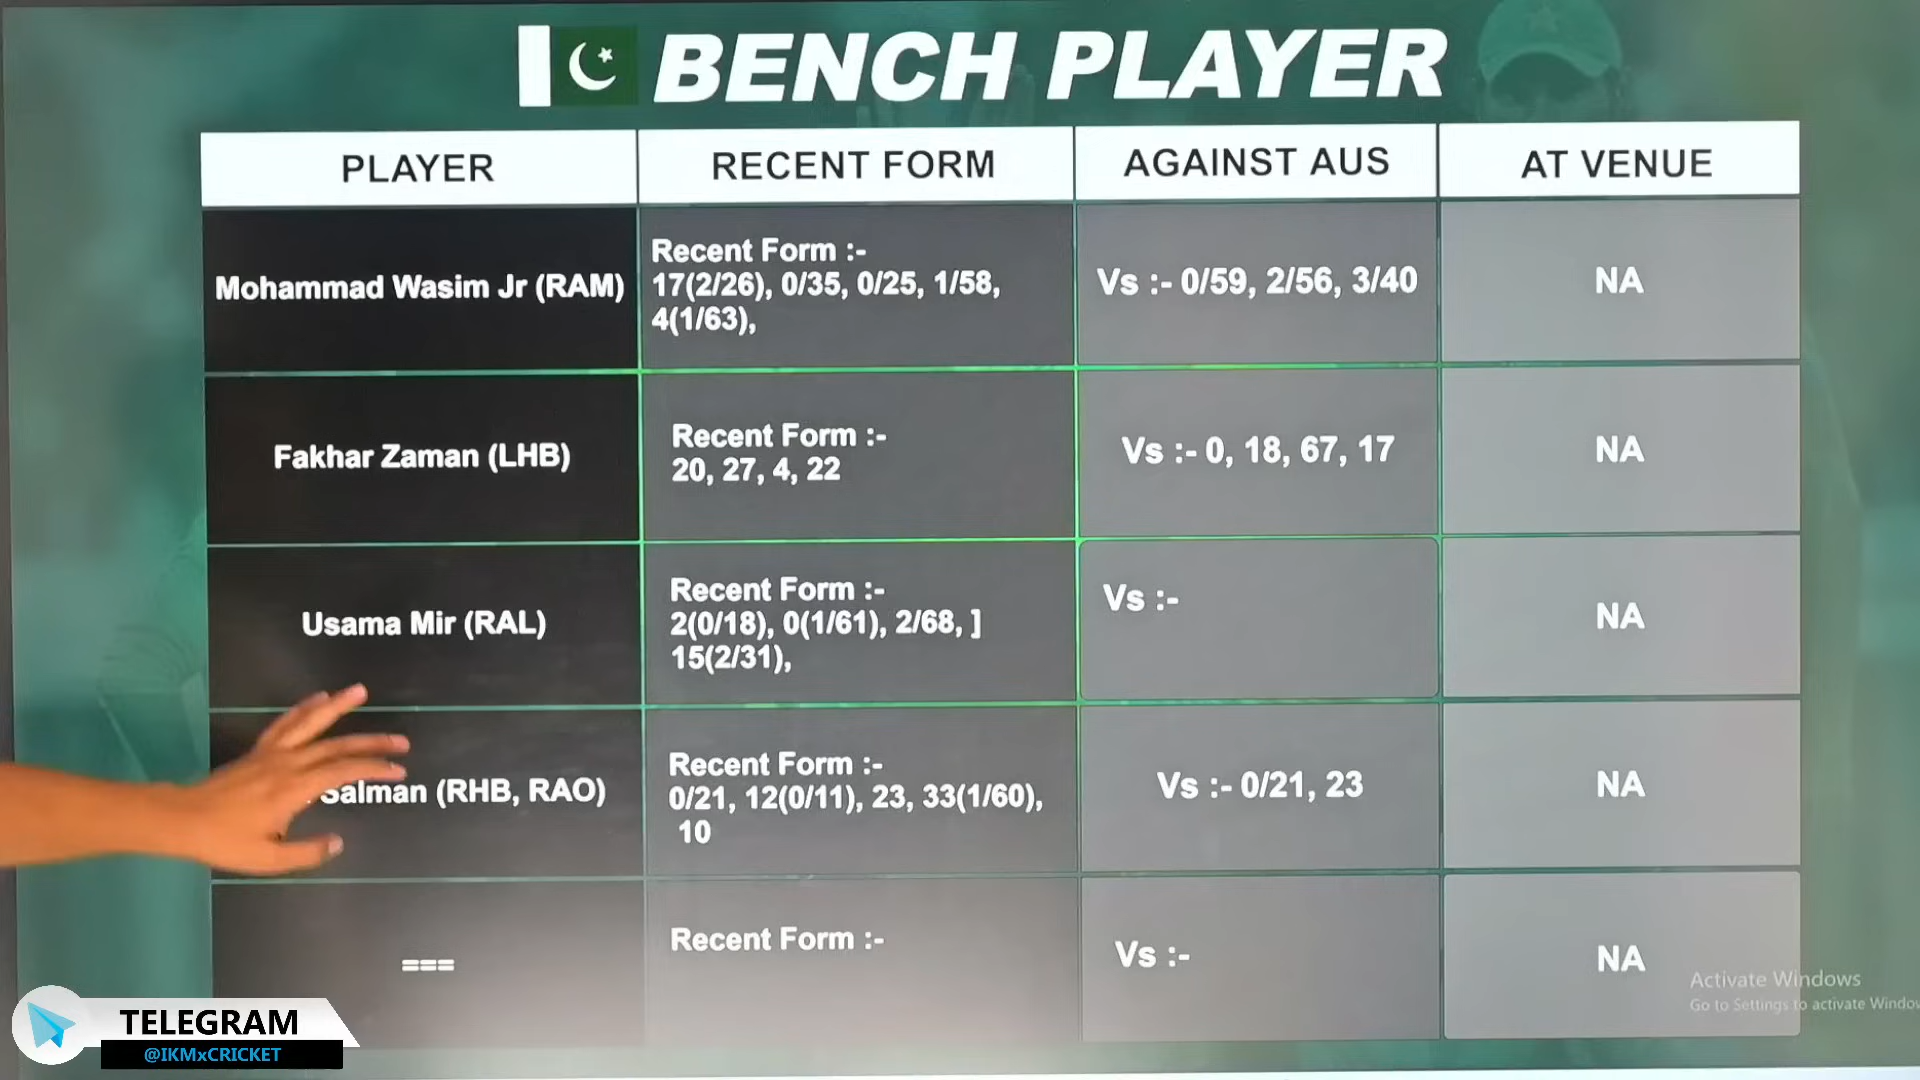 BENCH PLAYER
PLAYER
RECENT FORM
AGAINST AUS
AT VENUE
Mohammad Wasim Jr (RAM)
Recent Form :-
17(2/26), 0/35, 0/25, 1/58,
4(1/63),
Vs :- 0/59, 2/56, 3/40
NA
Fakhar Zaman (LHB)
Recent Form :-
20, 27, 4, 22
Vs :- 0, 18, 67, 17
NA
Usama Mir (RAL)
Recent Form :-
2(0/18), 0(1/61), 2/68, ]
15(2/31),
Vs :-
NA
Salman (RHB, RAO)
Recent Form :-
0/21, 12(0/11), 23, 33(1/60),
10
Vs :- 0/21, 23
NA
===
Recent Form :-
Vs :-
NA
Activate Windows
Go to Settings to activate Windo
TELEGRAM
@IKMxCRICKET